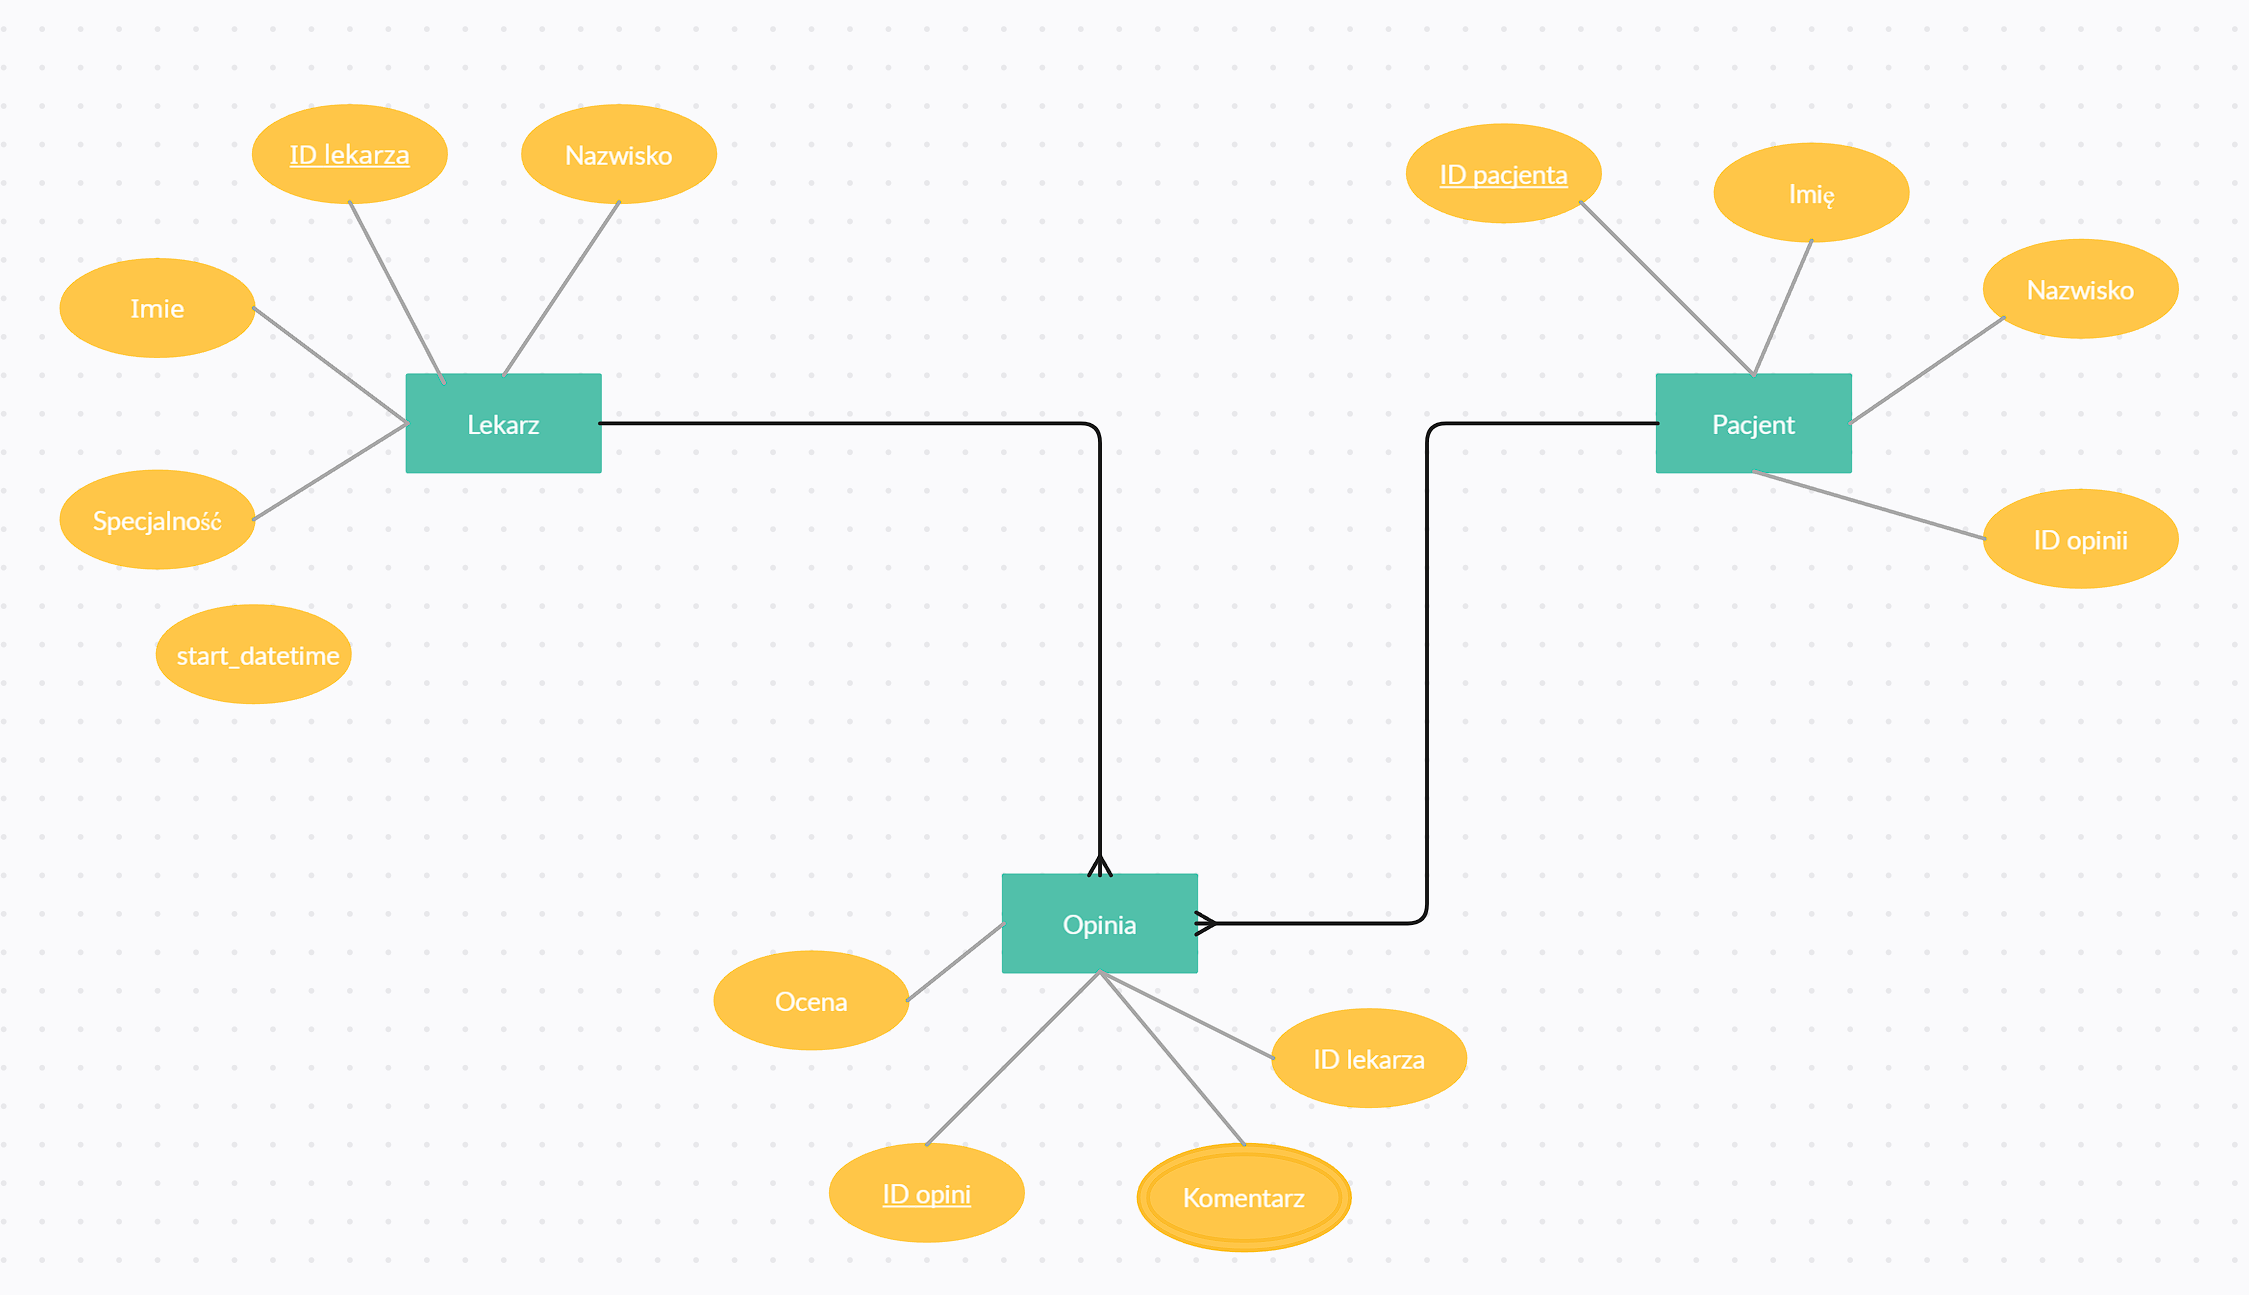 ID lekarza
Nazwisko
ID pacjenta
Imię
Nazwisko
Imie
Lekarz
Pacjent
Specjalność
ID opinii
start_datetime
Opinia
Ocena
ID lekarza
ID opini
Komentarz